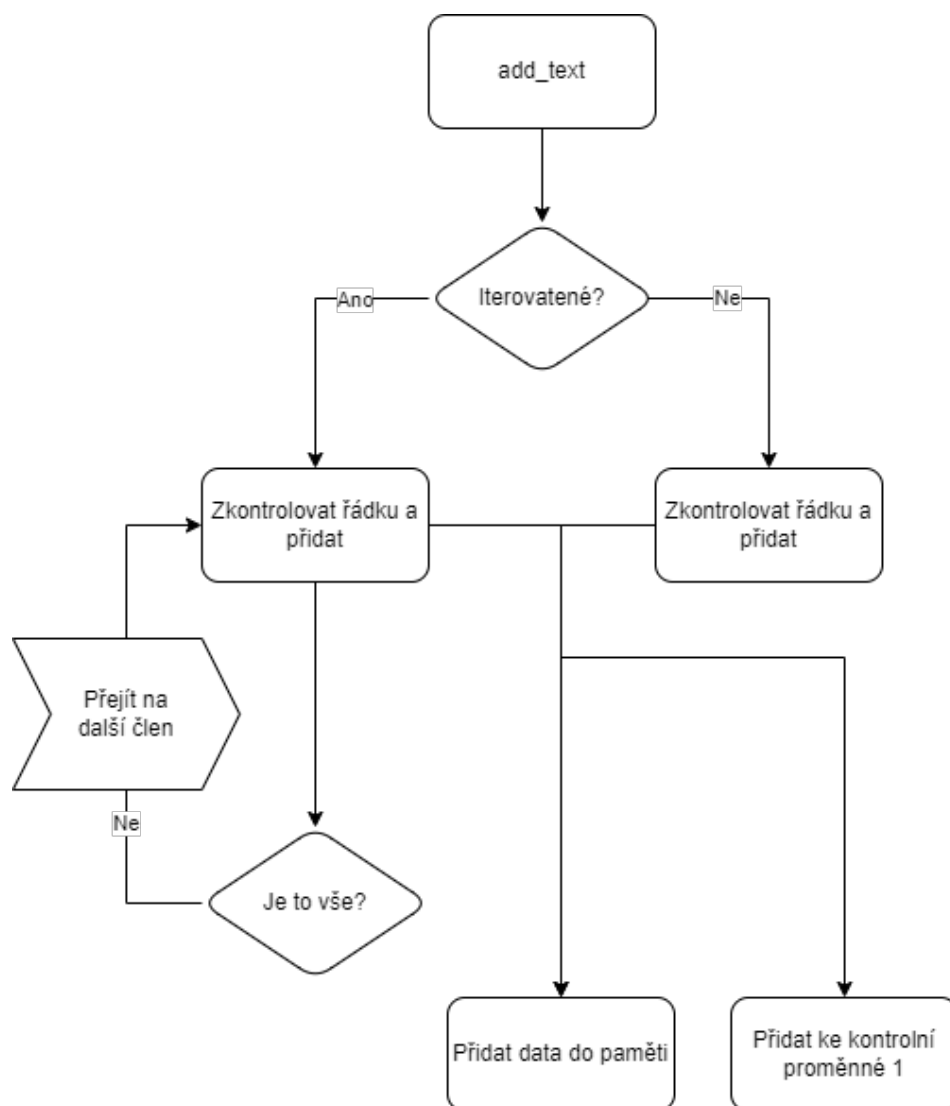 add_text
Iterovatené?
Ano
Ne
Zkontrolovat řádku a
přidat
Zkontrolovat řádku a
přidat
Přejít na
další člen
Ne
Je to vše?
Přidat data do paměti
Přidat ke kontrolní
proměnné 1